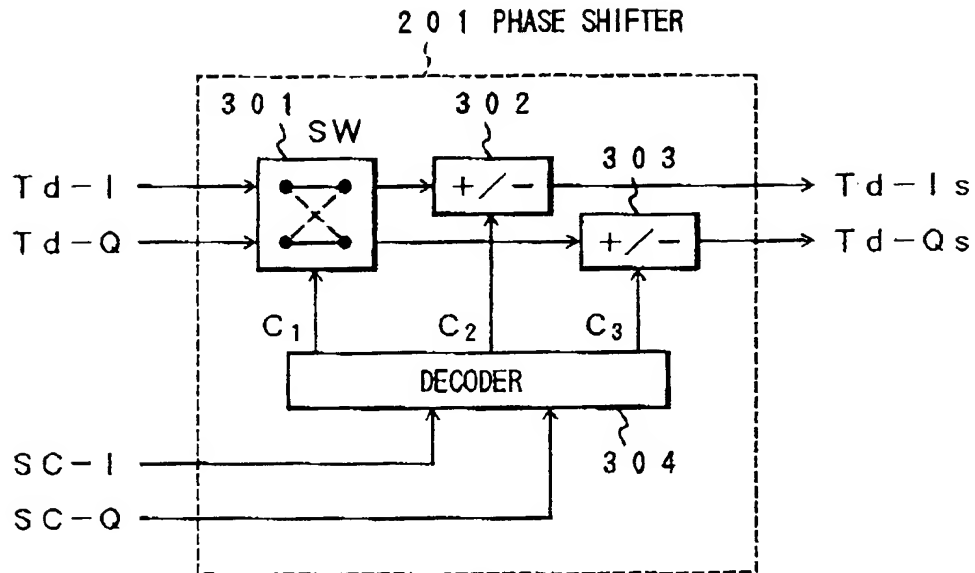 201 PHASE SHIFTER
301
SW
302
303
Td-I
+/-
Td-Is
Td-Q
+/-
Td-Qs
C1
C2
C3
DECODER
SC-I
304
SC-Q